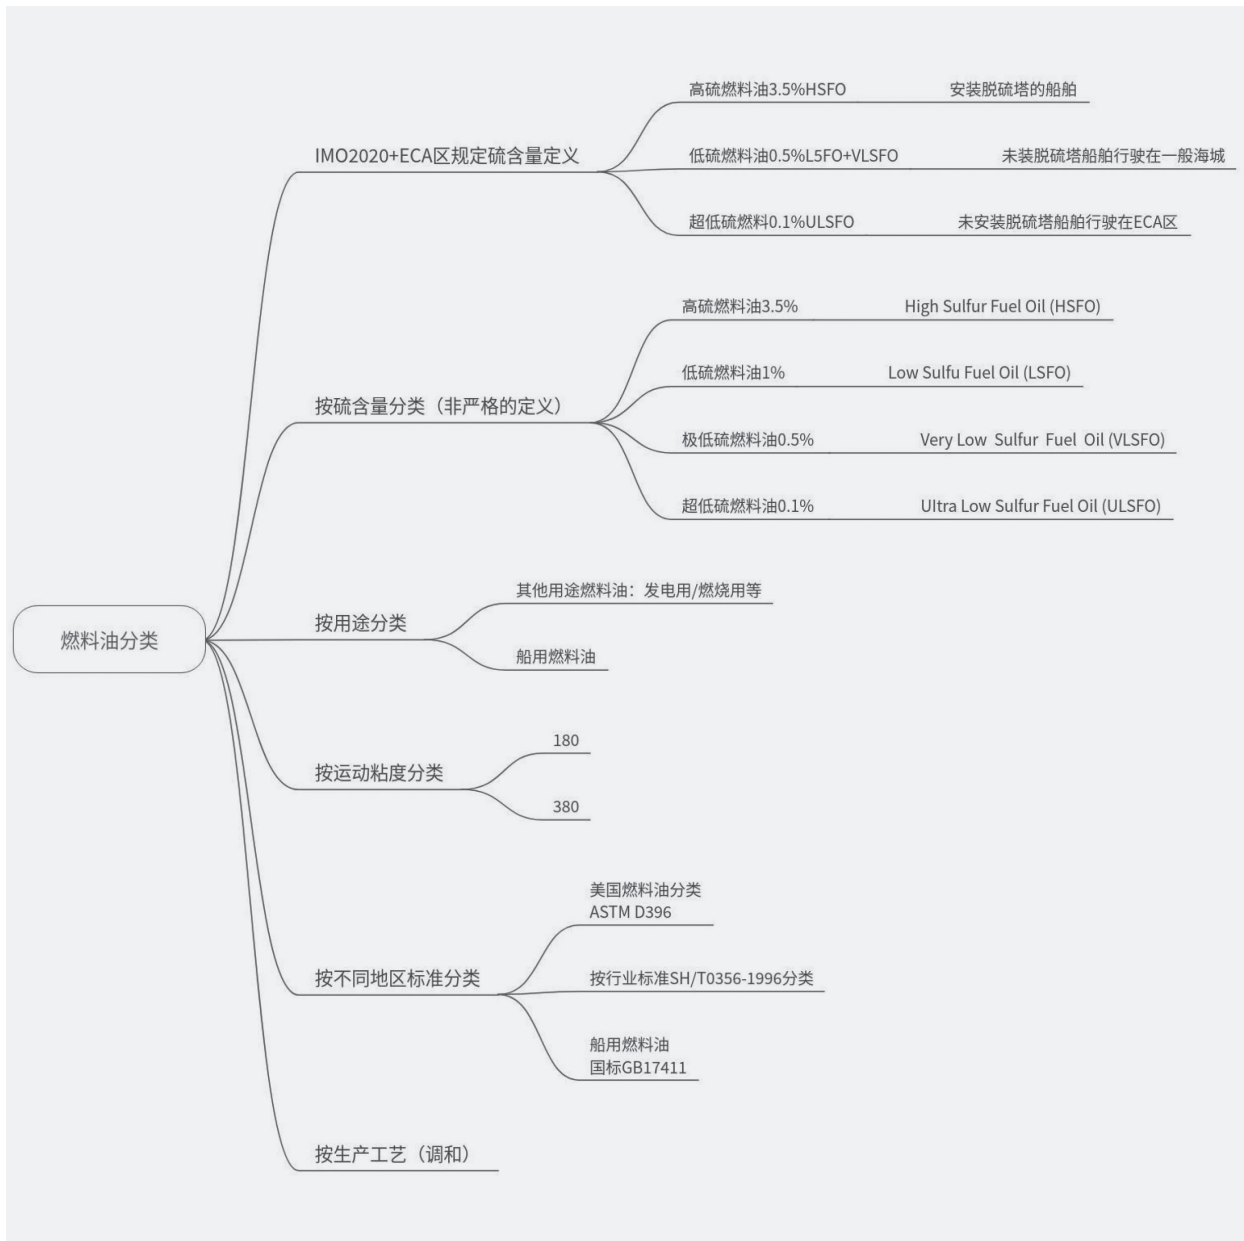 高硫燃料油3.5%HSFO 安装脱硫塔的船舶
IMO2020+ECA区规定硫含量定义
低硫燃料油0.5%L5FO+VLSFO 未装脱硫塔船舶行驶在一般海城
超低硫燃料0.1%ULSFO 未安装脱硫塔船舶行驶在ECA区
高硫燃料油3.5% High Sulfur Fuel Oil (HSFO)
低硫燃料油1% Low Sulfu Fuel Oil (LSFO)
按硫含量分类（非严格的定义）
极低硫燃料油0.5% Very Low Sulfur Fuel Oil (VLSFO)
超低硫燃料油0.1% UItra Low Sulfur Fuel Oil (ULSFO)
其他用途燃料油：发电用/燃烧用等
按用途分类
燃料油分类
船用燃料油
180
按运动粘度分类
380
美国燃料油分类
ASTM D396
按不同地区标准分类
按行业标准SH/T0356-1996分类
船用燃料油
国标GB17411
按生产工艺（调和）